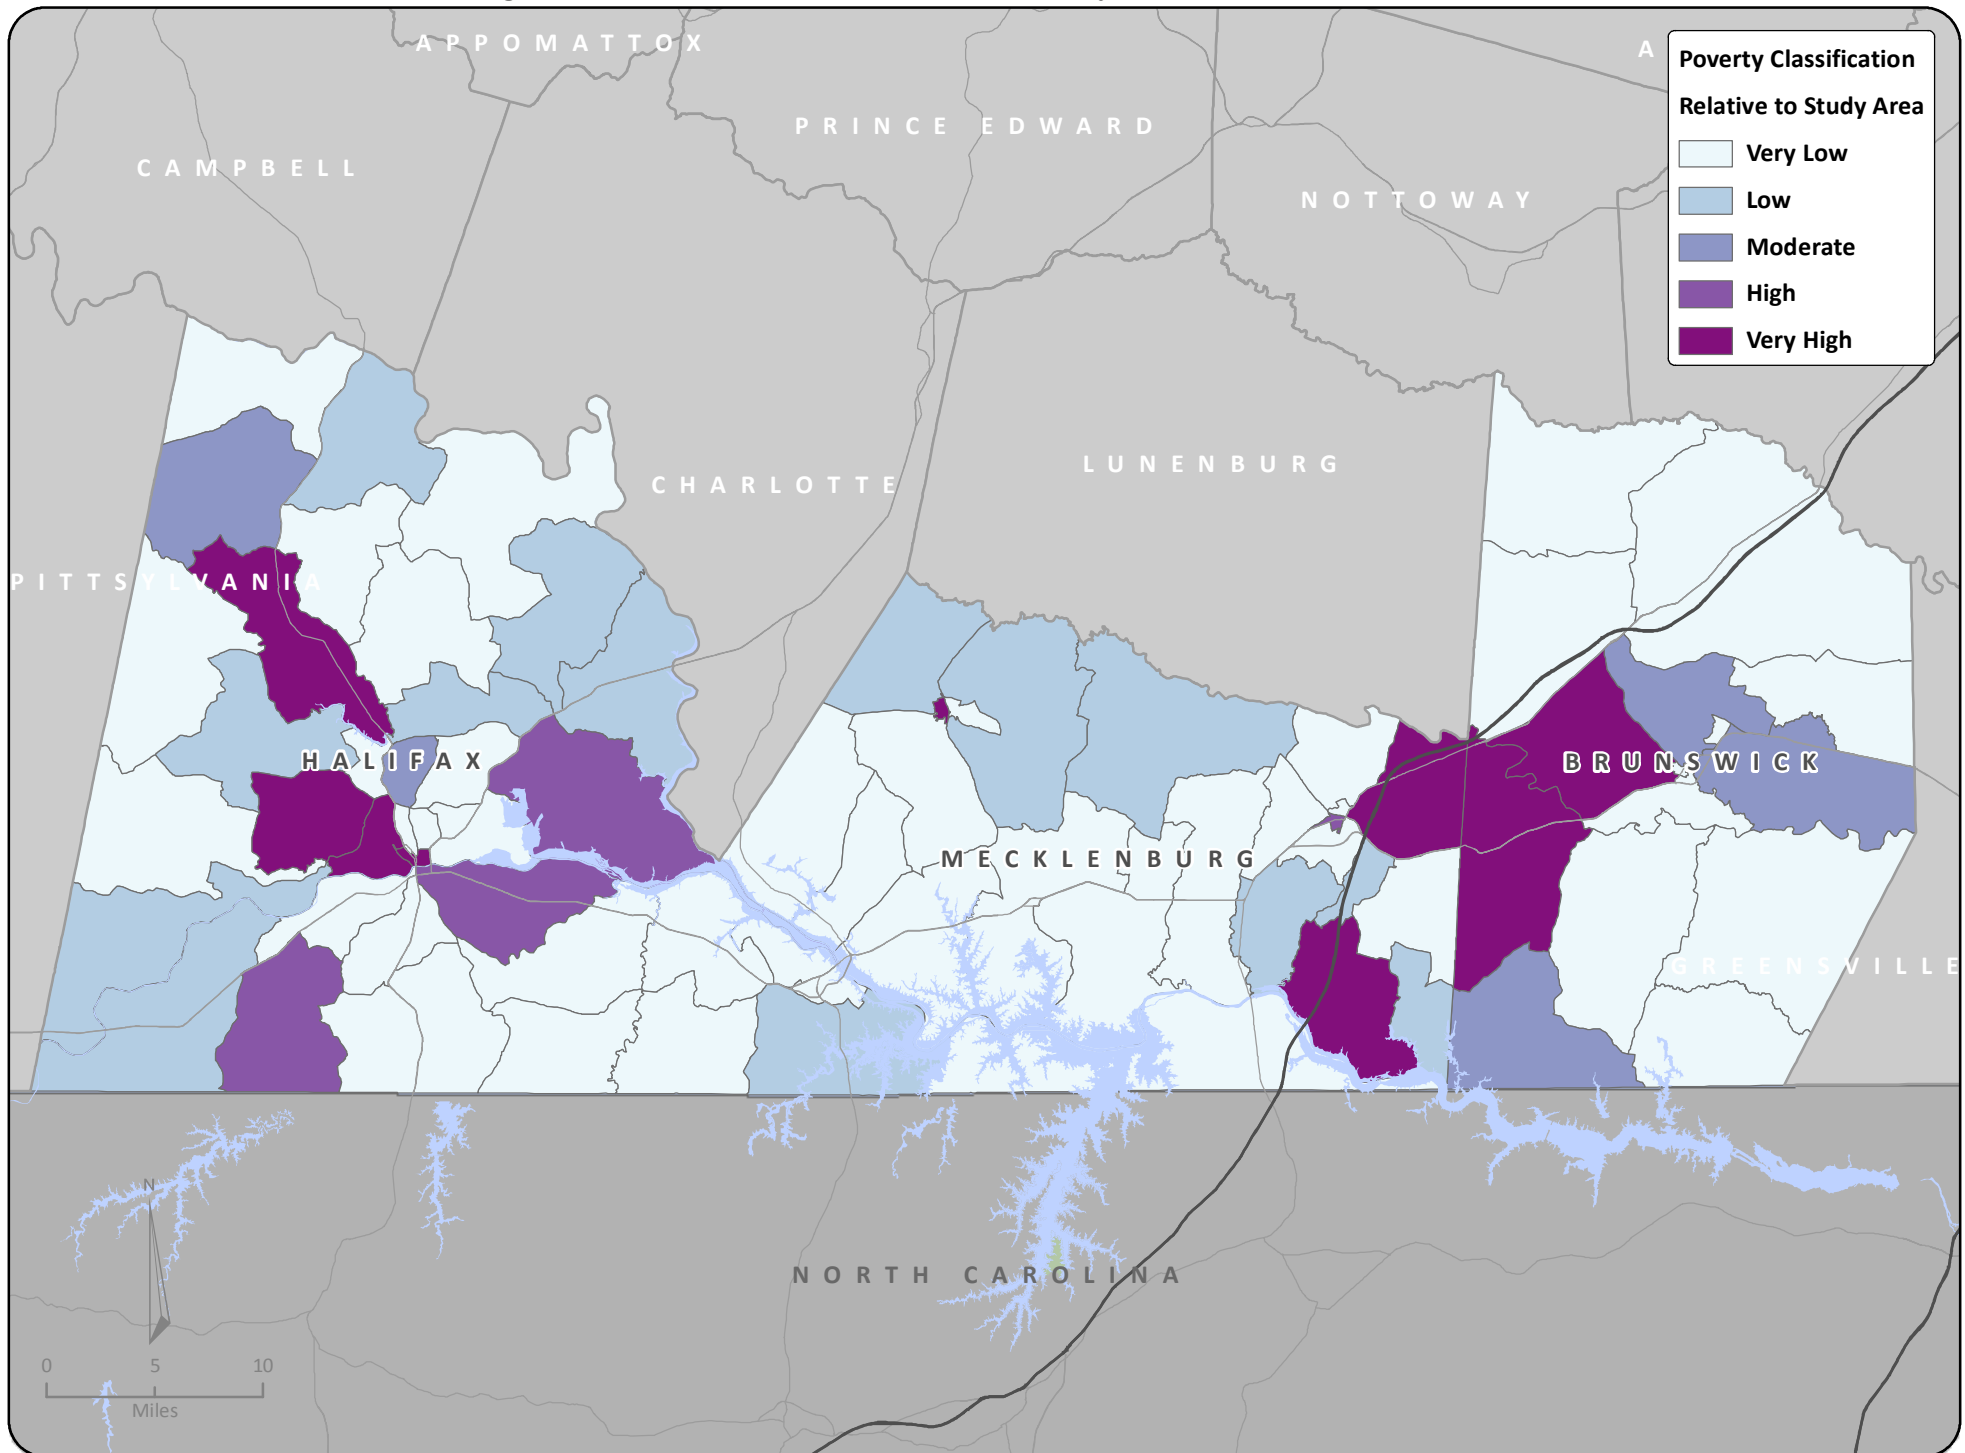 APPOMATTOX
A
Poverty Classification
Relative to Study Area
Very Low
Low
Moderate
High
Very High
PRINCE EDWARD
CAMPBELL
NOTTOWAY
LUNENBURG
CHARLOTTE
PITTSYLVANIA
HALIFAX
BRUNSWICK
MECKLENBURG
GREENSVILLE
N
NORTH CAROLINA
0 5 10
Miles